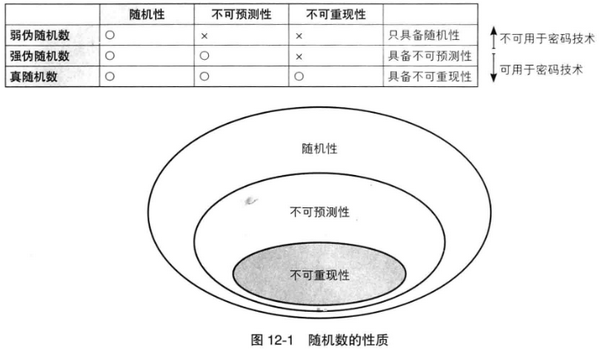 随机性 不可预测性 不可重现性
弱伪随机数 ○ × × 只具备随机性
强伪随机数 ○ ○ × 具备不可预测性
真随机数 ○ ○ ○ 具备不可重现性
不可用于密码技术
可用于密码技术
随机性
不可预测性
不可重现性
图 12-1 随机数的性质